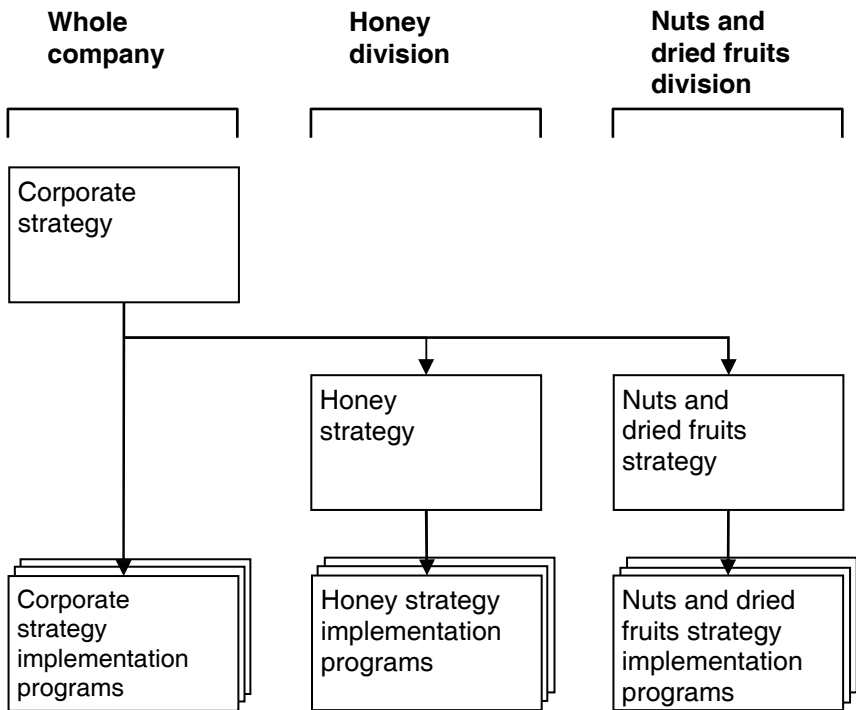 Whole
company
Honey
division
Nuts and
dried fruits
division
Corporate
strategy
Honey
strategy
Nuts and
dried fruits
strategy
Corporate
strategy
implementation
programs
Honey strategy
implementation
programs
Nuts and dried
fruits strategy
implementation
programs